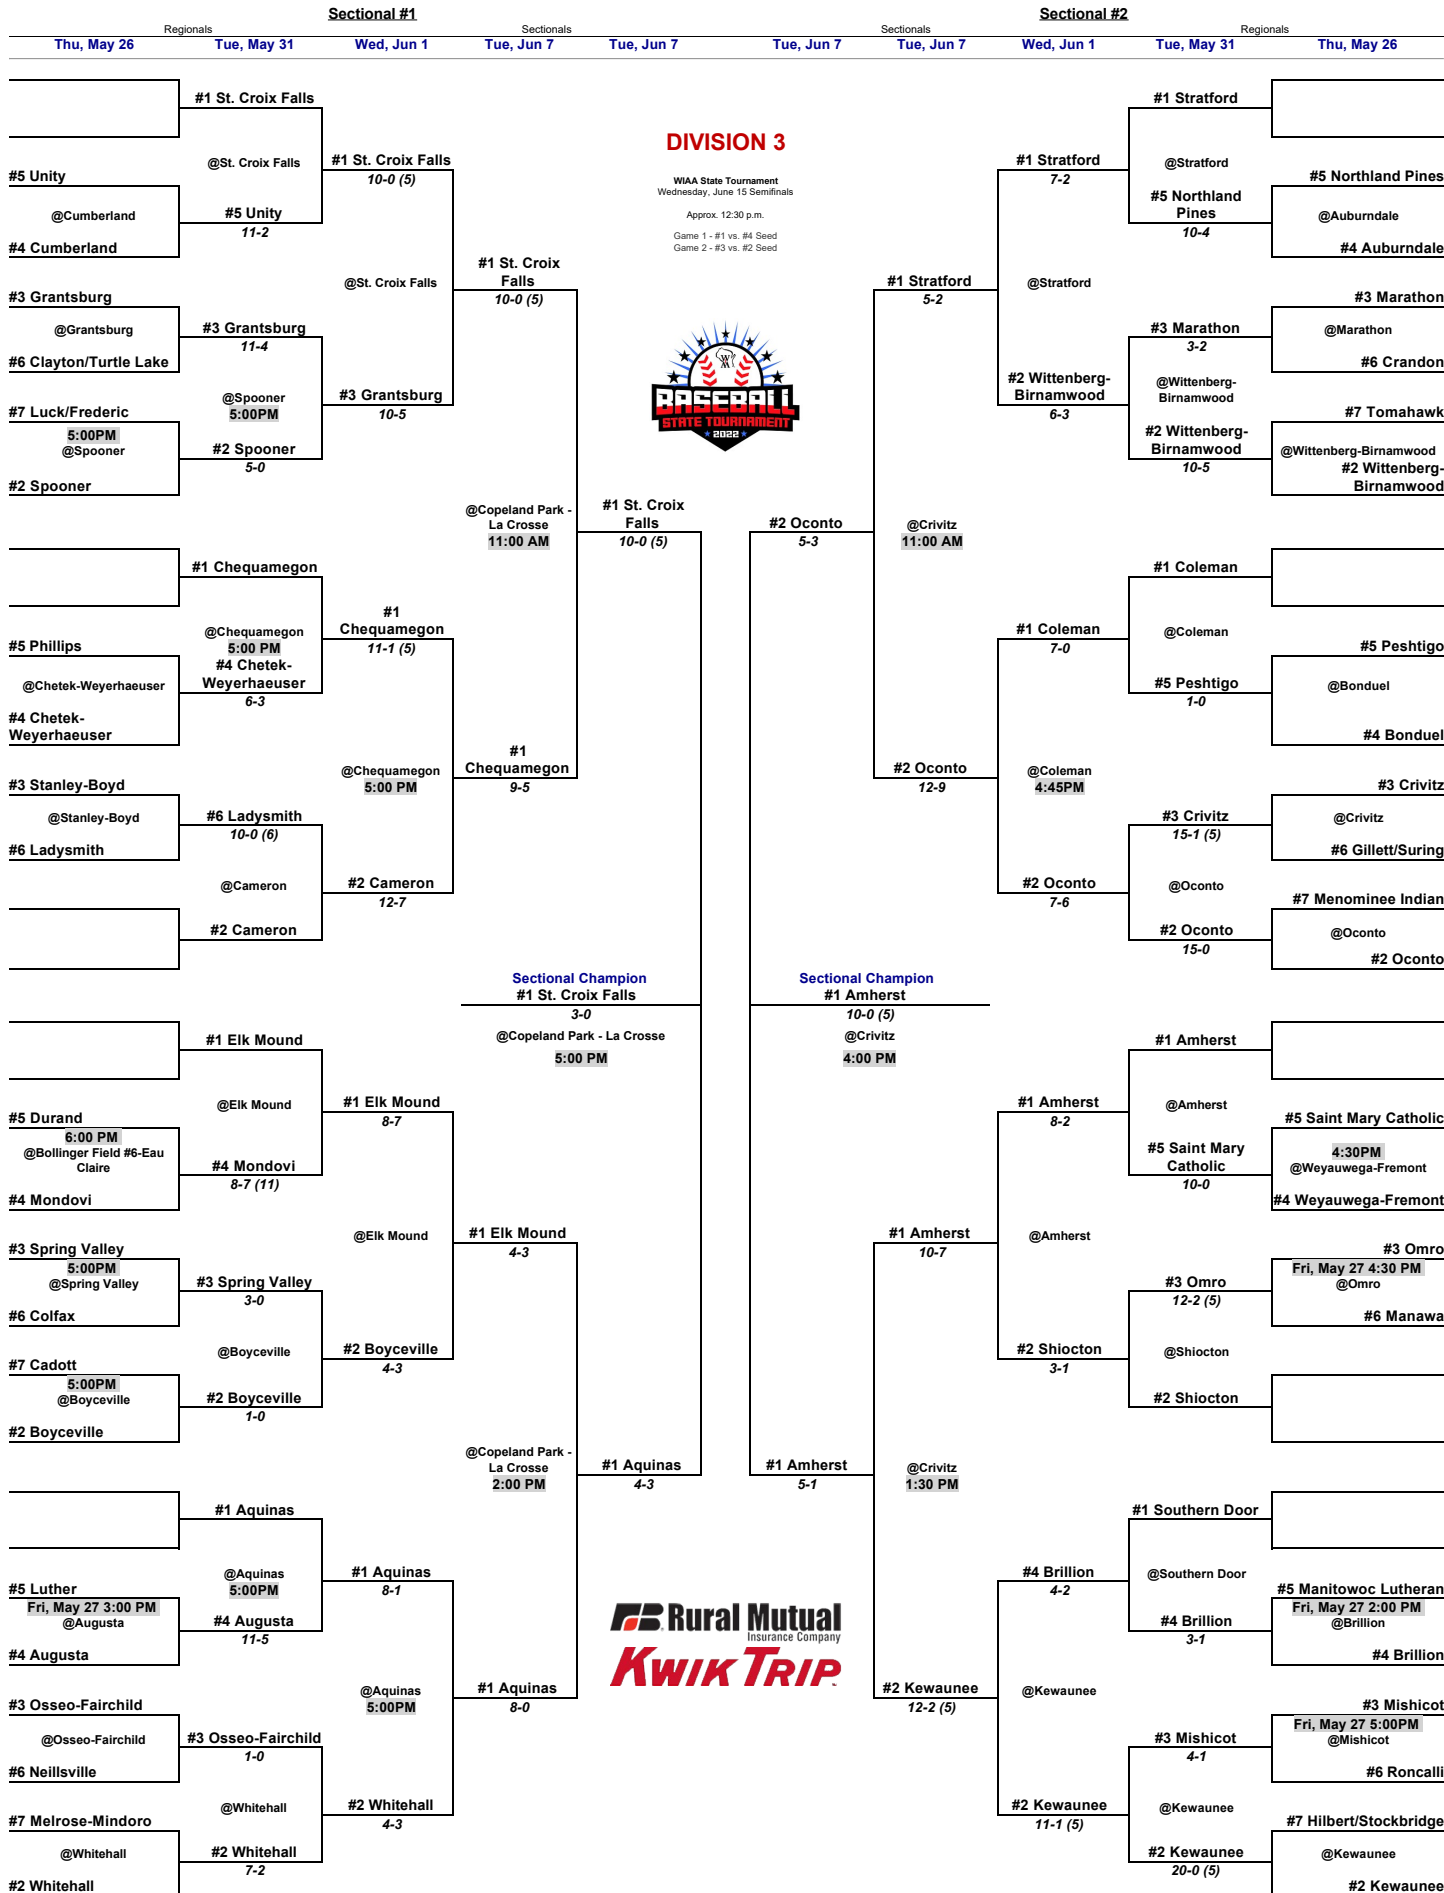 Sectional #1
Sectional #2
Regionals
Sectionals
Sectionals
Regionals
Thu, May 26
Tue, May 31
Wed, Jun 1
Tue, Jun 7
Tue, Jun 7
Tue, Jun 7
Tue, Jun 7
Wed, Jun 1
Tue, May 31
Thu, May 26
#5 Unity
@Cumberland
#4 Cumberland
#3 Grantsburg
@Grantsburg
#6 Clayton/Turtle Lake
#7 Luck/Frederic
5:00PM
@Spooner
#2 Spooner
#5 Phillips
@Chetek-Weyerhaeuser
#4 Chetek-
Weyerhaeuser
#3 Stanley-Boyd
@Stanley-Boyd
#6 Ladysmith
#5 Durand
6:00 PM
@Bollinger Field #6-Eau
Claire
#4 Mondovi
#3 Spring Valley
5:00PM
@Spring Valley
#6 Colfax
#7 Cadott
5:00PM
@Boyceville
#2 Boyceville
#5 Luther
Fri, May 27 3:00 PM
@Augusta
#4 Augusta
#3 Osseo-Fairchild
@Osseo-Fairchild
#6 Neillsville
#7 Melrose-Mindoro
@Whitehall
#2 Whitehall
#1 St. Croix Falls
@St. Croix Falls
#5 Unity
11-2
#3 Grantsburg
11-4
@Spooner
5:00PM
#2 Spooner
5-0
#1 Chequamegon
@Chequamegon
5:00 PM
#4 Chetek-
Weyerhaeuser
6-3
#6 Ladysmith
10-0 (6)
@Cameron
#2 Cameron
#1 Elk Mound
@Elk Mound
#4 Mondovi
8-7 (11)
#3 Spring Valley
3-0
@Boyceville
#2 Boyceville
1-0
#1 Aquinas
@Aquinas
5:00PM
#4 Augusta
11-5
#3 Osseo-Fairchild
1-0
@Whitehall
#2 Whitehall
7-2
#1 St. Croix Falls
10-0 (5)
@St. Croix Falls
#3 Grantsburg
10-5
#1
Chequamegon
11-1 (5)
@Chequamegon
5:00 PM
#2 Cameron
12-7
#1 Elk Mound
8-7
@Elk Mound
#2 Boyceville
4-3
#1 Aquinas
8-1
@Aquinas
5:00PM
#2 Whitehall
4-3
#1 St. Croix
Falls
10-0 (5)
@Copeland Park -
La Crosse
11:00 AM
#1
Chequamegon
9-5
#1 Elk Mound
4-3
@Copeland Park -
La Crosse
2:00 PM
#1 Aquinas
8-0
#1 St. Croix
Falls
10-0 (5)
Sectional Champion
#1 St. Croix Falls
3-0
@Copeland Park - La Crosse
5:00 PM
#1 Aquinas
4-3
DIVISION 3
WIAA State Tournament
Wednesday, June 15 Semifinals
Approx. 12:30 p.m.
Game 1 - #1 vs. #4 Seed
Game 2 - #3 vs. #2 Seed
BASEBALL
STATE TOURNAMENT
2022
Rural Mutual
Insurance Company
KWIK TRIP
#2 Oconto
5-3
Sectional Champion
#1 Amherst
10-0 (5)
@Crivitz
4:00 PM
#1 Amherst
5-1
#1 Stratford
5-2
@Crivitz
11:00 AM
#2 Oconto
12-9
#1 Amherst
10-7
@Crivitz
1:30 PM
#2 Kewaunee
12-2 (5)
#1 Stratford
7-2
@Stratford
#2 Wittenberg-
Birnamwood
6-3
#1 Coleman
7-0
@Coleman
4:45PM
#2 Oconto
7-6
#1 Amherst
8-2
@Amherst
#2 Shiocton
3-1
#4 Brillion
4-2
@Kewaunee
#2 Kewaunee
11-1 (5)
#1 Stratford
@Stratford
#5 Northland
Pines
10-4
#3 Marathon
3-2
@Wittenberg-
Birnamwood
#2 Wittenberg-
Birnamwood
10-5
#1 Coleman
@Coleman
#5 Peshtigo
1-0
#3 Crivitz
15-1 (5)
@Oconto
#2 Oconto
15-0
#1 Amherst
@Amherst
#5 Saint Mary
Catholic
10-0
#3 Omro
12-2 (5)
@Shiocton
#2 Shiocton
#1 Southern Door
@Southern Door
#4 Brillion
3-1
#3 Mishicot
4-1
@Kewaunee
#2 Kewaunee
20-0 (5)
#5 Northland Pines
@Auburndale
#4 Auburndale
#3 Marathon
@Marathon
#6 Crandon
#7 Tomahawk
@Wittenberg-Birnamwood
#2 Wittenberg-
Birnamwood
#5 Peshtigo
@Bonduel
#4 Bonduel
#3 Crivitz
@Crivitz
#6 Gillett/Suring
#7 Menominee Indian
@Oconto
#2 Oconto
#5 Saint Mary Catholic
4:30PM
@Weyauwega-Fremont
#4 Weyauwega-Fremont
#3 Omro
Fri, May 27 4:30 PM
@Omro
#6 Manawa
#5 Manitowoc Lutheran
Fri, May 27 2:00 PM
@Brillion
#4 Brillion
#3 Mishicot
Fri, May 27 5:00PM
@Mishicot
#6 Roncalli
#7 Hilbert/Stockbridge
@Kewaunee
#2 Kewaunee